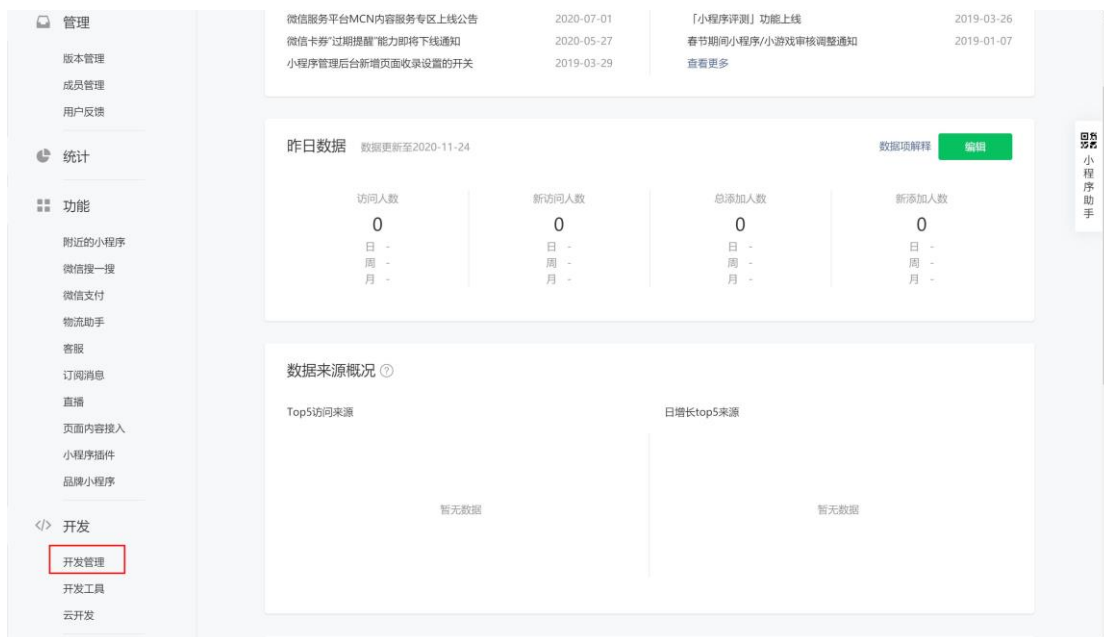 管理
版本管理
成员管理
用户反馈
统计
功能
附近的小程序
微信搜一搜
微信支付
物流助手
客服
订阅消息
直播
页面内容接入
小程序插件
品牌小程序
</> 开发
开发管理
开发工具
云开发
微信服务平台MCN内容服务专区上线公告 2020-07-01
微信卡券“过期提醒”能力即将下线通知 2020-05-27
小程序管理后台新增页面收录设置的开关 2019-03-29
「小程序评测」功能上线 2019-03-26
春节期间小程序/小游戏审核调整通知 2019-01-07
查看更多
昨日数据 数据更新至2020-11-24 数据项解释 编辑
访问人数 新访问人数 总添加人数 新添加人数
0 0 0 0
日 - 日 - 日 - 日 -
周 - 周 - 周 - 周 -
月 - 月 - 月 - 月 -
数据来源概况 ?
Top5访问来源 日增长top5来源
暂无数据 暂无数据
小程序助手